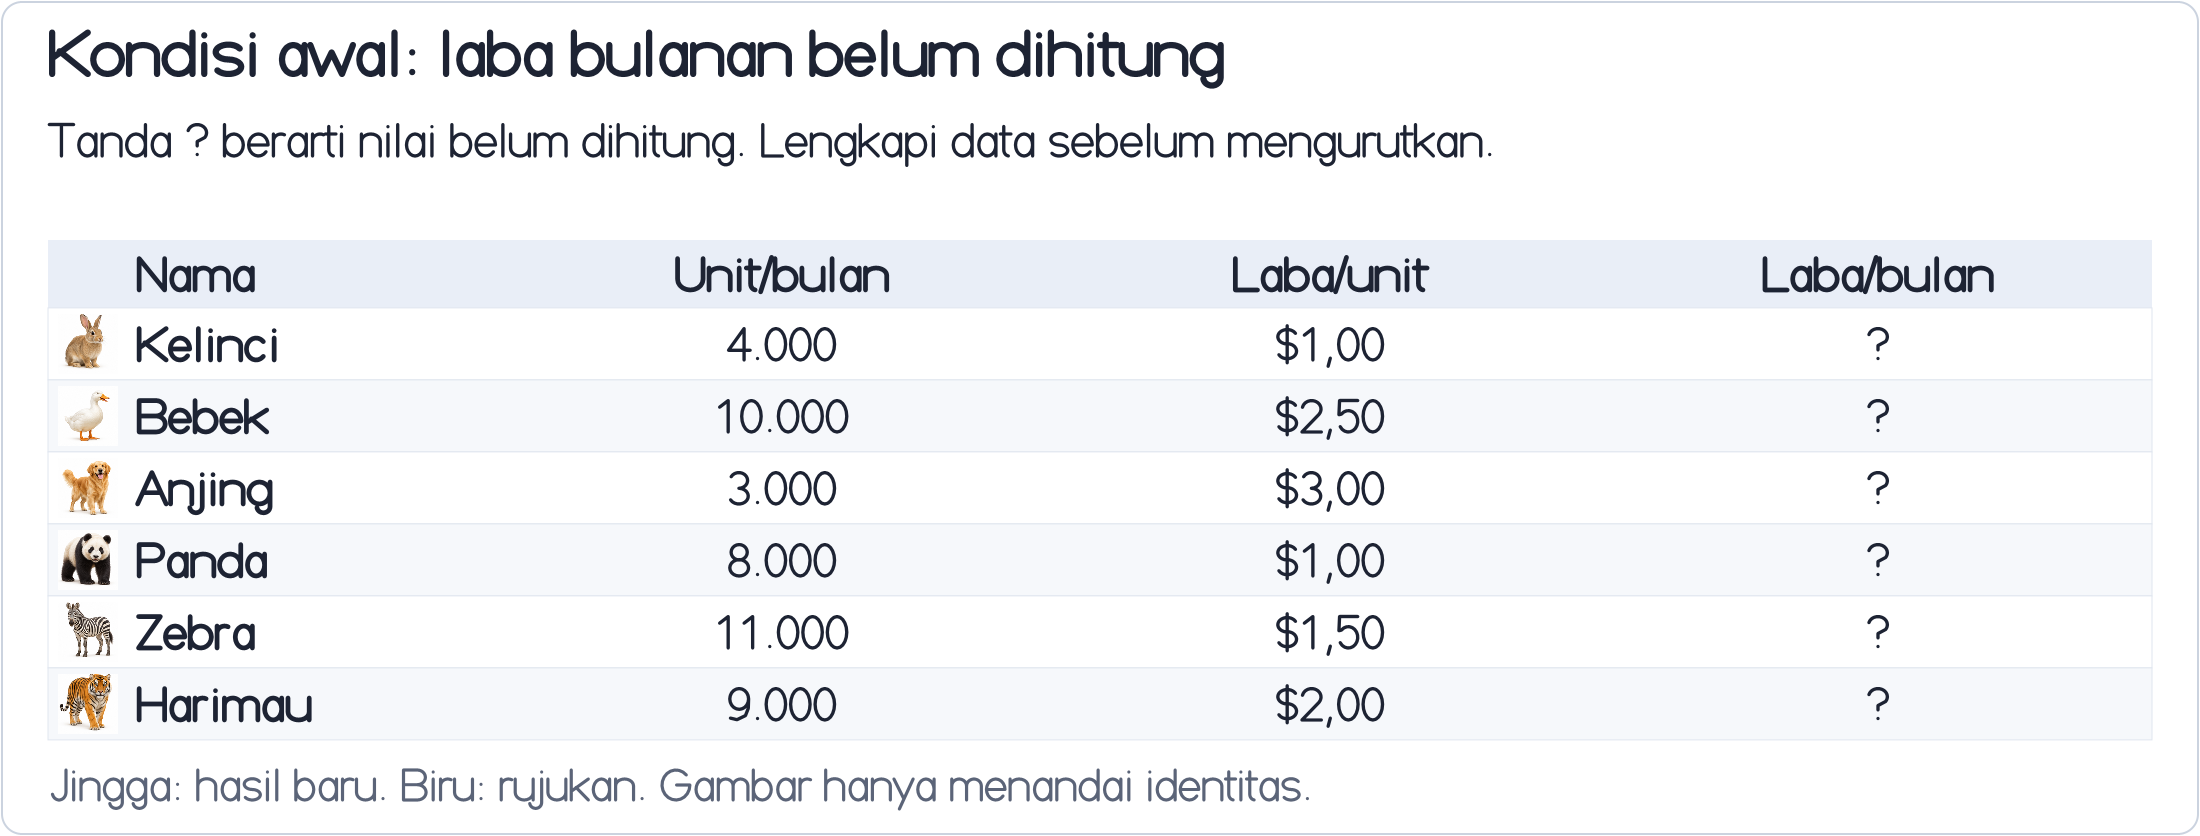 Kondisi awal: laba bulanan belum dihitung
Tanda ? berarti nilai belum dihitung. Lengkapi data sebelum mengurutkan.
Nama Unit/bulan Laba/unit Laba/bulan
Kelinci 4.000 $1,00 ?
Bebek 10.000 $2,50 ?
Anjing 3.000 $3,00 ?
Panda 8.000 $1,00 ?
Zebra 11.000 $1,50 ?
Harimau 9.000 $2,00 ?
Jingga: hasil baru. Biru: rujukan. Gambar hanya menandai identitas.